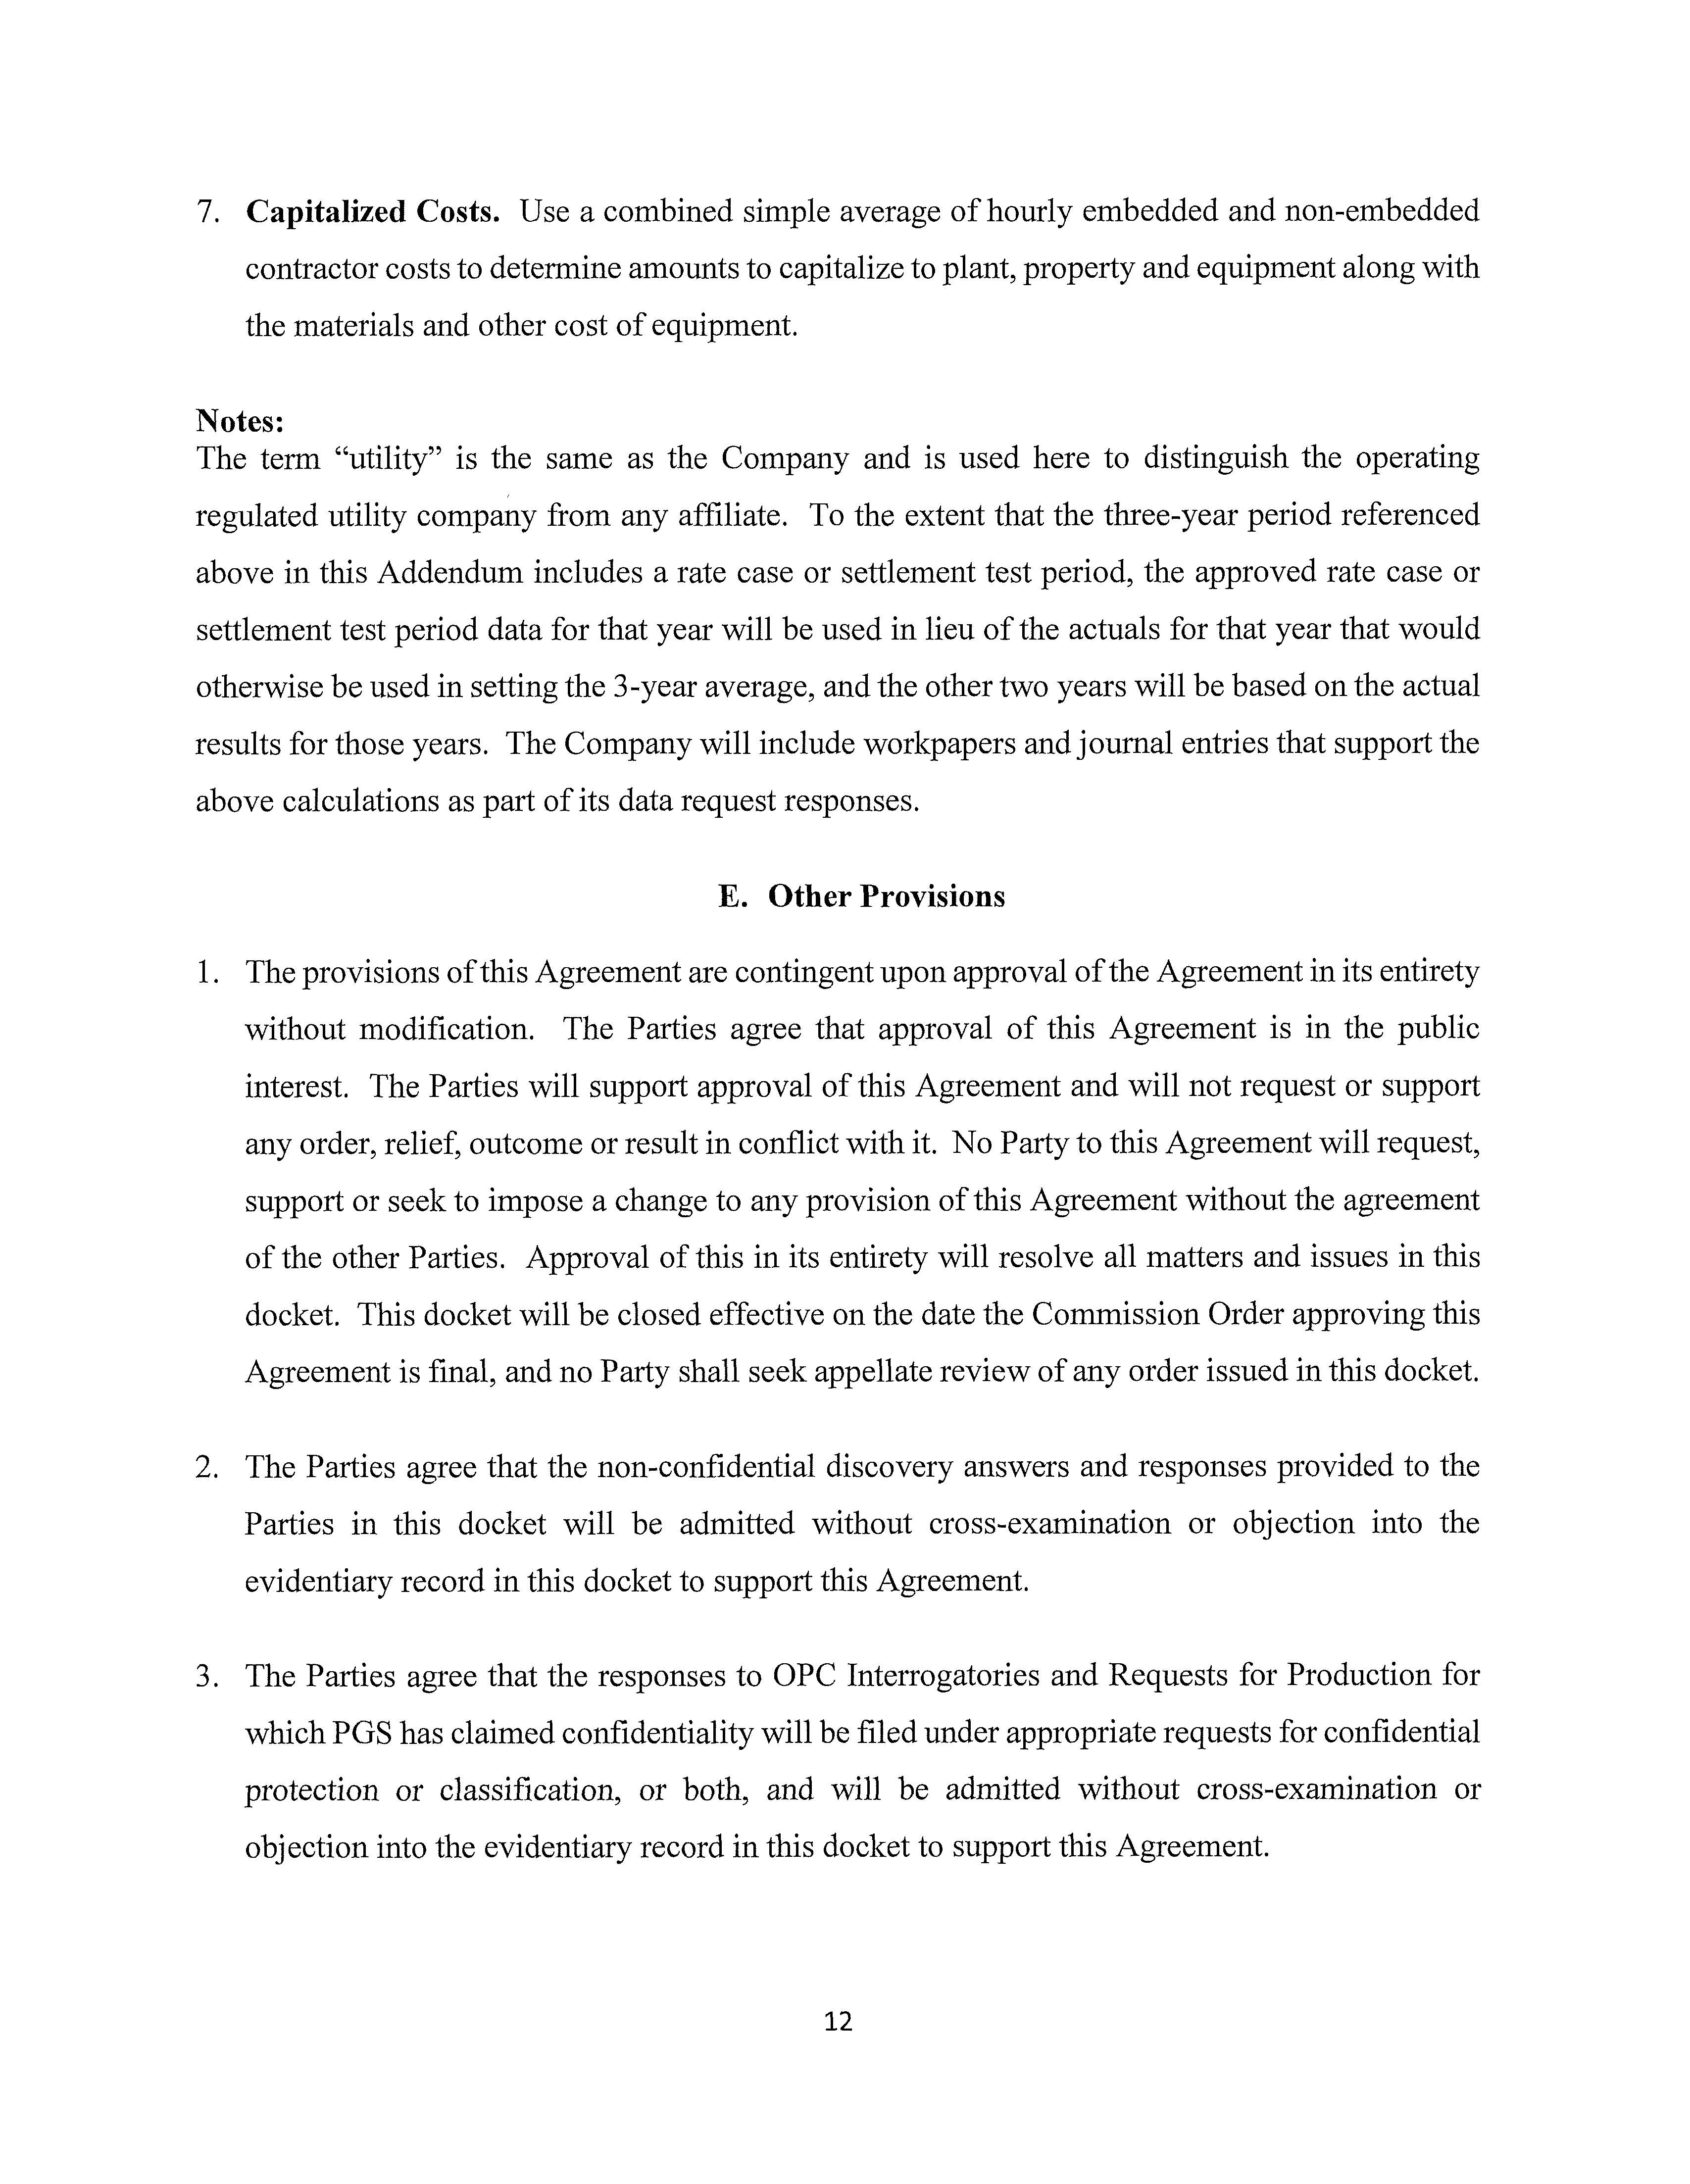 7. Capitalized Costs. Use a combined simple average of hourly embedded and non-embedded
contractor costs to determine amounts to capitalize to plant, property and equipment along with
the materials and other cost of equipment.
Notes:
The term “utility” is the same as the Company and is used here to distinguish the operating
regulated utility company from any affiliate. To the extent that the three-year period referenced
above in this Addendum includes a rate case or settlement test period, the approved rate case or
settlement test period data for that year will be used in lieu of the actuals for that year that would
otherwise be used in setting the 3-year average, and the other two years will be based on the actual
results for those years. The Company will include workpapers and journal entries that support the
above calculations as part of its data request responses.
E. Other Provisions
1. The provisions of this Agreement are contingent upon approval of the Agreement in its entirety
without modification. The Parties agree that approval of this Agreement is in the public
interest. The Parties will support approval of this Agreement and will not request or support
any order, relief, outcome or result in conflict with it. No Party to this Agreement will request,
support or seek to impose a change to any provision of this Agreement without the agreement
of the other Parties. Approval of this in its entirety will resolve all matters and issues in this
docket. This docket will be closed effective on the date the Commission Order approving this
Agreement is final, and no Party shall seek appellate review of any order issued in this docket.
2. The Parties agree that the non-confidential discovery answers and responses provided to the
Parties in this docket will be admitted without cross-examination or objection into the
evidentiary record in this docket to support this Agreement.
3. The Parties agree that the responses to OPC Interrogatories and Requests for Production for
which PGS has claimed confidentiality will be filed under appropriate requests for confidential
protection or classification, or both, and will be admitted without cross-examination or
objection into the evidentiary record in this docket to support this Agreement.
12